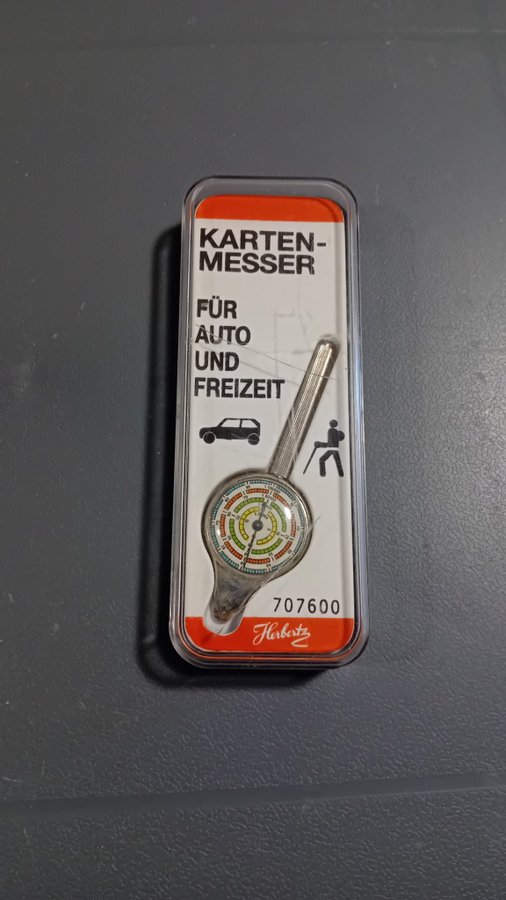 KARTEN-
MESSER
FÜR
AUTO
UND
FREIZEIT
707600
Herbertz